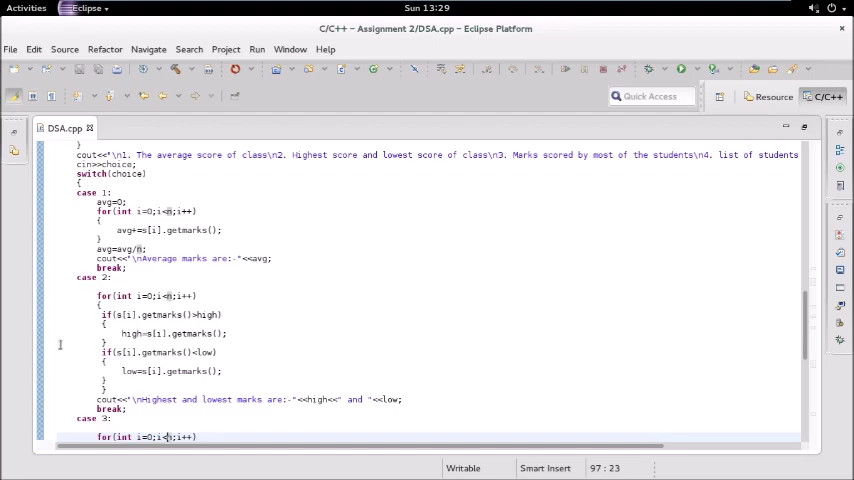 Activities Eclipse Sun 13:29
C/C++ - Assignment 2/DSA.cpp - Eclipse Platform
File Edit Source Refactor Navigate Search Project Run Window Help
Quick Access Resource C/C++
DSA.cpp
}
cout<<"\n1. The average score of class\n2. Highest score and lowest score of class\n3. Marks scored by most of the students\n4. list of students
cin>>choice;
switch(choice)
{
case 1:
avg=0;
for(int i=0;i<n;i++)
{
avg+=s[i].getmarks();
}
avg=avg/n;
cout<<"\nAverage marks are:-"<<avg;
break;
case 2:
for(int i=0;i<n;i++)
{
if(s[i].getmarks()>high)
{
high=s[i].getmarks();
}
if(s[i].getmarks()<low)
{
low=s[i].getmarks();
}
}
cout<<"\nHighest and lowest marks are:-"<<high<<" and "<<low;
break;
case 3:
for(int i=0;i<n;i++)
Writable Smart Insert 97 : 23